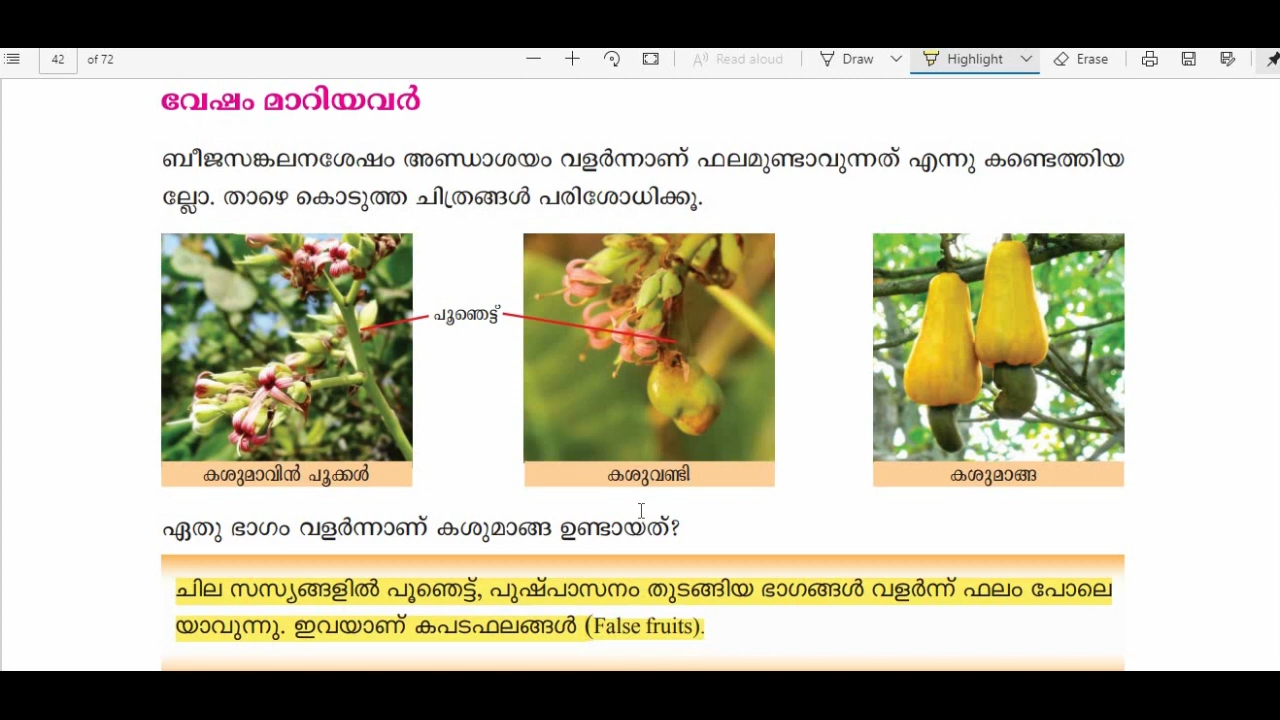 42 of 72 Read aloud Draw Highlight Erase
വേഷം മാറിയവർ
ബീജസങ്കലനശേഷം അണ്ഡാശയം വളർന്നാണ് ഫലമുണ്ടാവുന്നത് എന്നു കണ്ടെത്തിയ
ല്ലോ. താഴെ കൊടുത്ത ചിത്രങ്ങൾ പരിശോധിക്കൂ.
പൂഞെട്ട്
കശുമാവിൻ പൂക്കൾ
കശുവണ്ടി
കശുമാങ്ങ
ഏതു ഭാഗം വളർന്നാണ് കശുമാങ്ങ ഉണ്ടായത്?
ചില സസ്യങ്ങളിൽ പൂഞെട്ട്, പുഷ്പാസനം തുടങ്ങിയ ഭാഗങ്ങൾ വളർന്ന് ഫലം പോലെ
യാവുന്നു. ഇവയാണ് കപടഫലങ്ങൾ (False fruits).